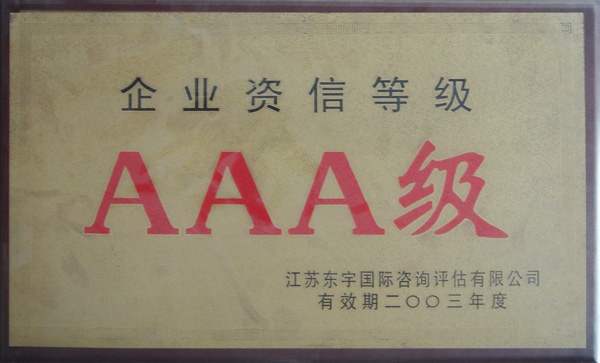 企业资信等级
AAA级
江苏东宇国际咨询评估有限公司
有效期二〇〇三年度